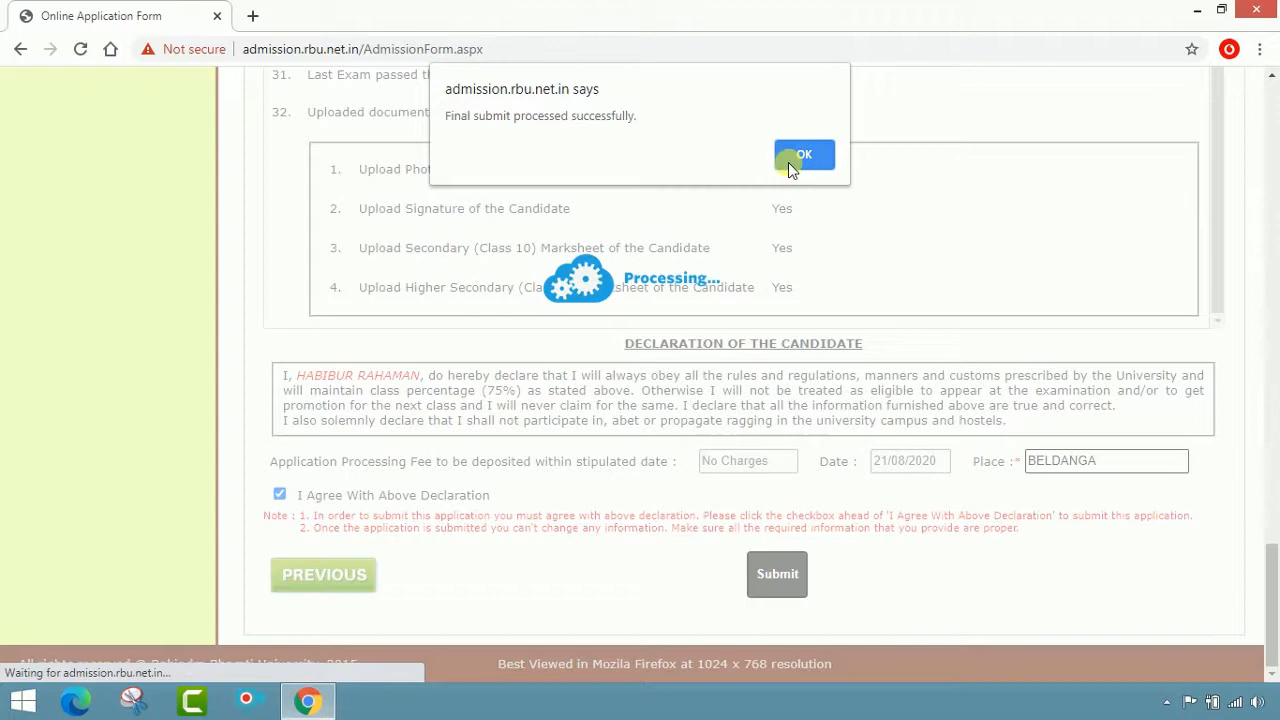 Online Application Form
Not secure admission.rbu.net.in/AdmissionForm.aspx
admission.rbu.net.in says
Final submit processed successfully.
OK
31. Last Exam passed th
32. Uploaded document
1. Upload Phot
2. Upload Signature of the Candidate Yes
3. Upload Secondary (Class 10) Marksheet of the Candidate Yes
Processing...
4. Upload Higher Secondary (Cla sheet of the Candidate Yes
DECLARATION OF THE CANDIDATE
I, HABIBUR RAHAMAN, do hereby declare that I will always obey all the rules and regulations, manners and customs prescribed by the University and
will maintain class percentage (75%) as stated above. Otherwise I will not be treated as eligible to appear at the examination and/or to get
promotion for the next class and I will never claim for the same. I declare that all the information furnished above are true and correct.
I also solemnly declare that I shall not participate in, abet or propagate ragging in the university campus and hostels.
Application Processing Fee to be deposited within stipulated date : No Charges Date : 21/08/2020 Place :* BELDANGA
I Agree With Above Declaration
Note : 1. In order to submit this application you must agree with above declaration. Please click the checkbox ahead of 'I Agree With Above Declaration' to submit this application.
2. Once the application is submitted you can't change any information. Make sure all the required information that you provide are proper.
PREVIOUS Submit
Best Viewed in Mozilla Firefox at 1024 x 768 resolution
Waiting for admission.rbu.net.in...